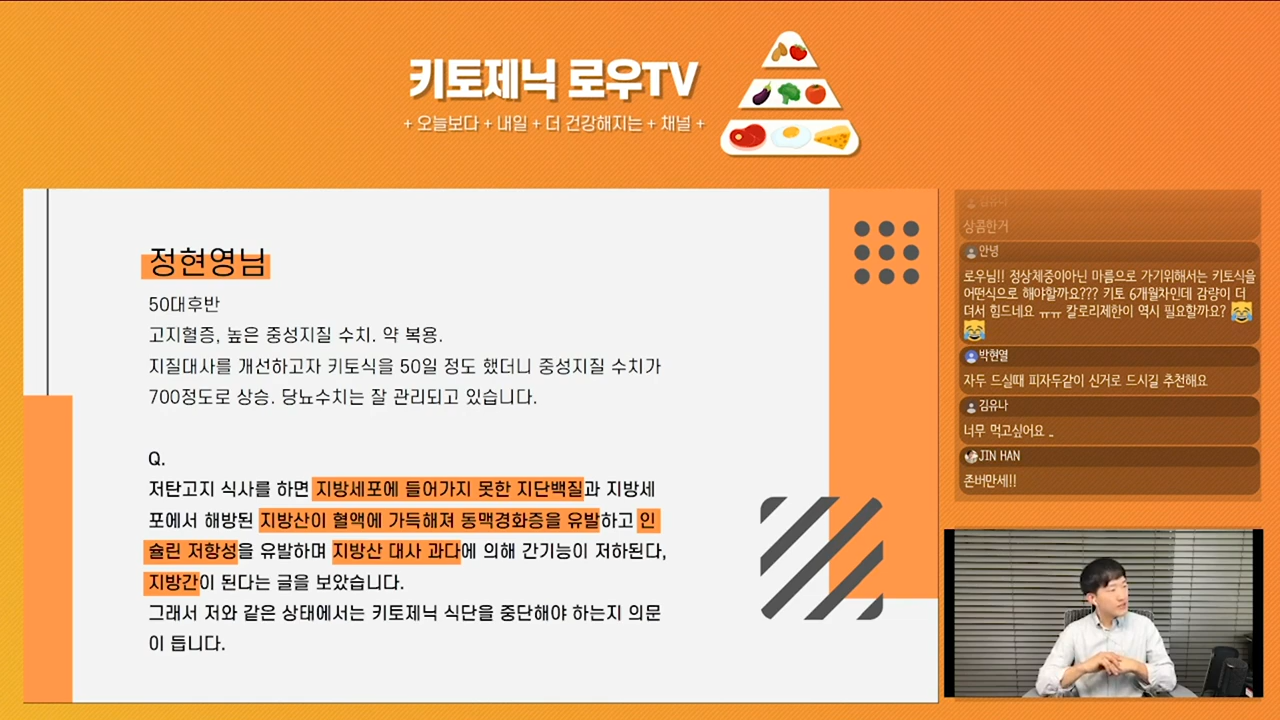 키토제닉 로우TV
+ 오늘보다 + 내일 + 더 건강해지는 + 채널 +
정현영님
50대후반
고지혈증, 높은 중성지질 수치. 약 복용.
지질대사를 개선하고자 키토식을 50일 정도 했더니 중성지질 수치가
700정도로 상승. 당뇨수치는 잘 관리되고 있습니다.
Q.
저탄고지 식사를 하면 지방세포에 들어가지 못한 지단백질과 지방세
포에서 해방된 지방산이 혈액에 가득해져 동맥경화증을 유발하고 인
슐린 저항성을 유발하며 지방산 대사 과다에 의해 간기능이 저하된다,
지방간이 된다는 글을 보았습니다.
그래서 저와 같은 상태에서는 키토제닉 식단을 중단해야 하는지 의문
이 듭니다.
김유나
상콤한거
안녕
로우님!! 정상체중이아닌 마름으로 가기위해서는 키토식을
어떤식으로 해야할까요??? 키토 6개월차인데 감량이 더
뎌서 힘드네요 ㅠㅠ 칼로리제한이 역시 필요할까요? 😹
😹
박현열
자두 드실때 피자두같이 신거로 드시길 추천해요
김유나
너무 먹고싶어요 _
JIN HAN
존버만세!!